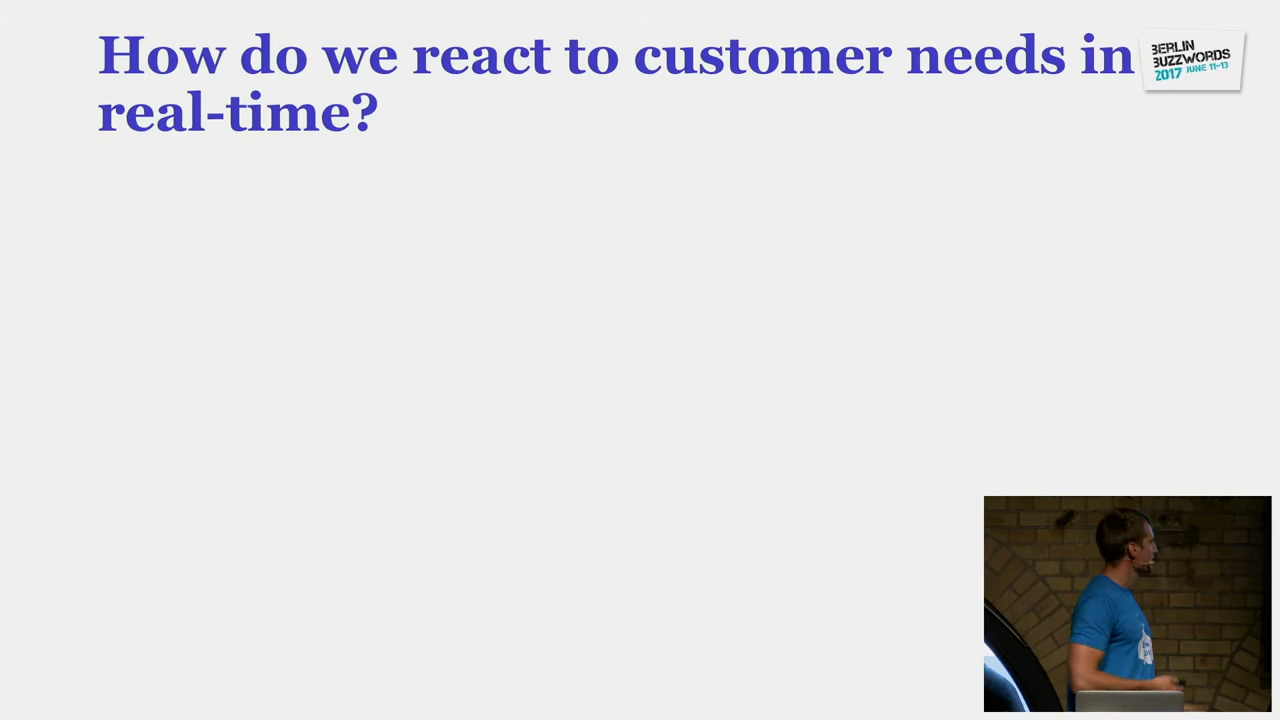 How do we react to customer needs in
real-time?
BERLIN
BUZZWORDS
2017 JUNE 11-13